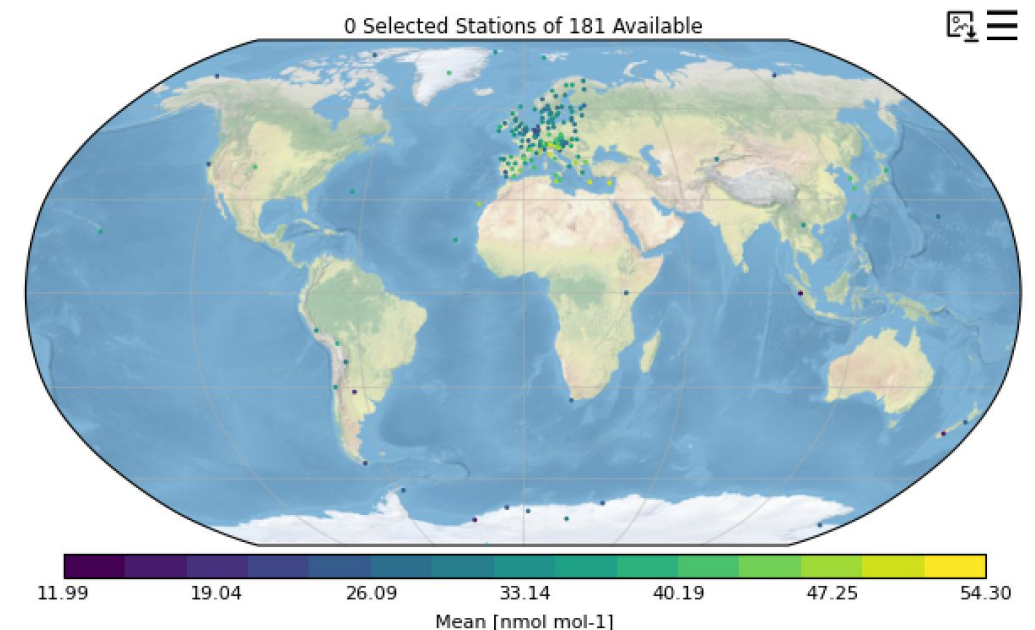 0 Selected Stations of 181 Available
11.99 19.04 26.09 33.14 40.19 47.25 54.30
Mean [nmol mol-1]